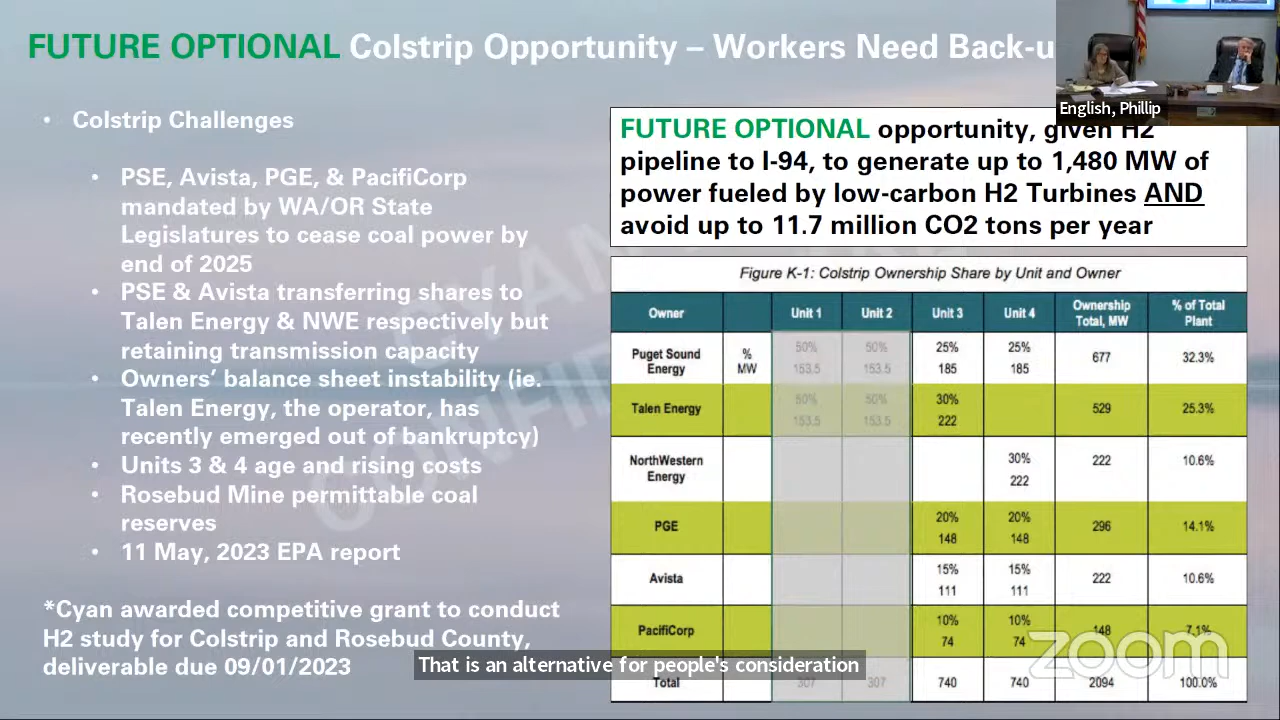 FUTURE OPTIONAL Colstrip Opportunity – Workers Need Back-u
English, Phillip
• Colstrip Challenges
• PSE, Avista, PGE, & PacifiCorp
mandated by WA/OR State
Legislatures to cease coal power by
end of 2025
• PSE & Avista transferring shares to
Talen Energy & NWE respectively but
retaining transmission capacity
• Owners’ balance sheet instability (ie.
Talen Energy, the operator, has
recently emerged out of bankruptcy)
• Units 3 & 4 age and rising costs
• Rosebud Mine permittable coal
reserves
• 11 May, 2023 EPA report
*Cyan awarded competitive grant to conduct
H2 study for Colstrip and Rosebud County,
deliverable due 09/01/2023
FUTURE OPTIONAL opportunity, given H2
pipeline to I-94, to generate up to 1,480 MW of
power fueled by low-carbon H2 Turbines AND
avoid up to 11.7 million CO2 tons per year
Figure K-1: Colstrip Ownership Share by Unit and Owner
Owner Unit 1 Unit 2 Unit 3 Unit 4 Ownership Total, MW % of Total Plant
Puget Sound Energy % MW 50% 153.5 50% 153.5 25% 185 25% 185 677 32.3%
Talen Energy 50% 153.5 50% 153.5 30% 222 529 25.3%
NorthWestern Energy 30% 222 222 10.6%
PGE 20% 148 20% 148 296 14.1%
Avista 15% 111 15% 111 222 10.6%
PacifiCorp 10% 74 10% 74 148 7.1%
Total 307 307 740 740 2094 100.0%
zoom
That is an alternative for people's consideration